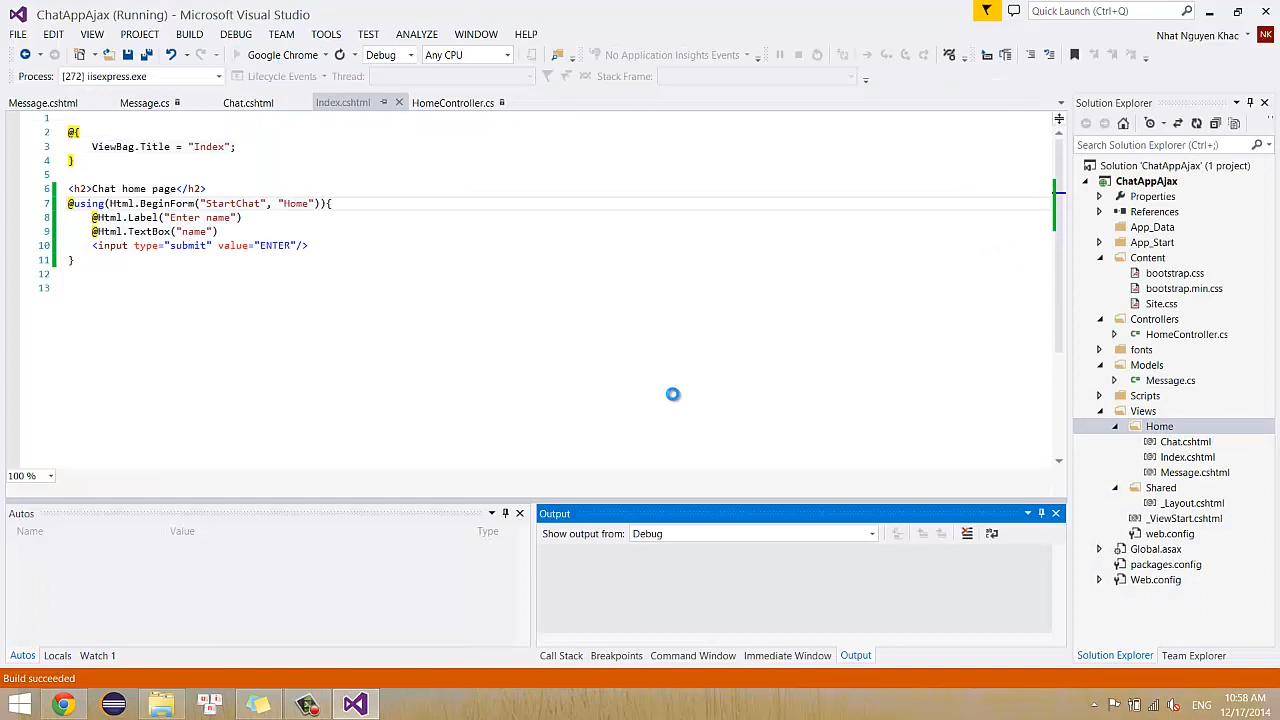 ChatAppAjax (Running) - Microsoft Visual Studio
Quick Launch (Ctrl+Q)
FILE EDIT VIEW PROJECT BUILD DEBUG TEAM TOOLS TEST ANALYZE WINDOW HELP
Nhat Nguyen Khac NK
Google Chrome Debug Any CPU No Application Insights Events
Process: [272] iisexpress.exe Lifecycle Events Thread: Stack Frame:
Message.cshtml Message.cs Chat.cshtml Index.cshtml HomeController.cs
1
2 @{
3 ViewBag.Title = "Index";
4 }
5
6 <h2>Chat home page</h2>
7 @using(Html.BeginForm("StartChat", "Home")){
8 @Html.Label("Enter name")
9 @Html.TextBox("name")
10 <input type="submit" value="ENTER"/>
11 }
12
13
100 %
Solution Explorer
Search Solution Explorer (Ctrl+;)
Solution 'ChatAppAjax' (1 project)
ChatAppAjax
Properties
References
App_Data
App_Start
Content
bootstrap.css
bootstrap.min.css
Site.css
Controllers
HomeController.cs
fonts
Models
Message.cs
Scripts
Views
Home
Chat.cshtml
Index.cshtml
Message.cshtml
Shared
_Layout.cshtml
_ViewStart.cshtml
web.config
Global.asax
packages.config
Web.config
Solution Explorer Team Explorer
Autos
Name Value Type
Autos Locals Watch 1
Output
Show output from: Debug
Call Stack Breakpoints Command Window Immediate Window Output
Build succeeded
ENG
10:58 AM
12/17/2014